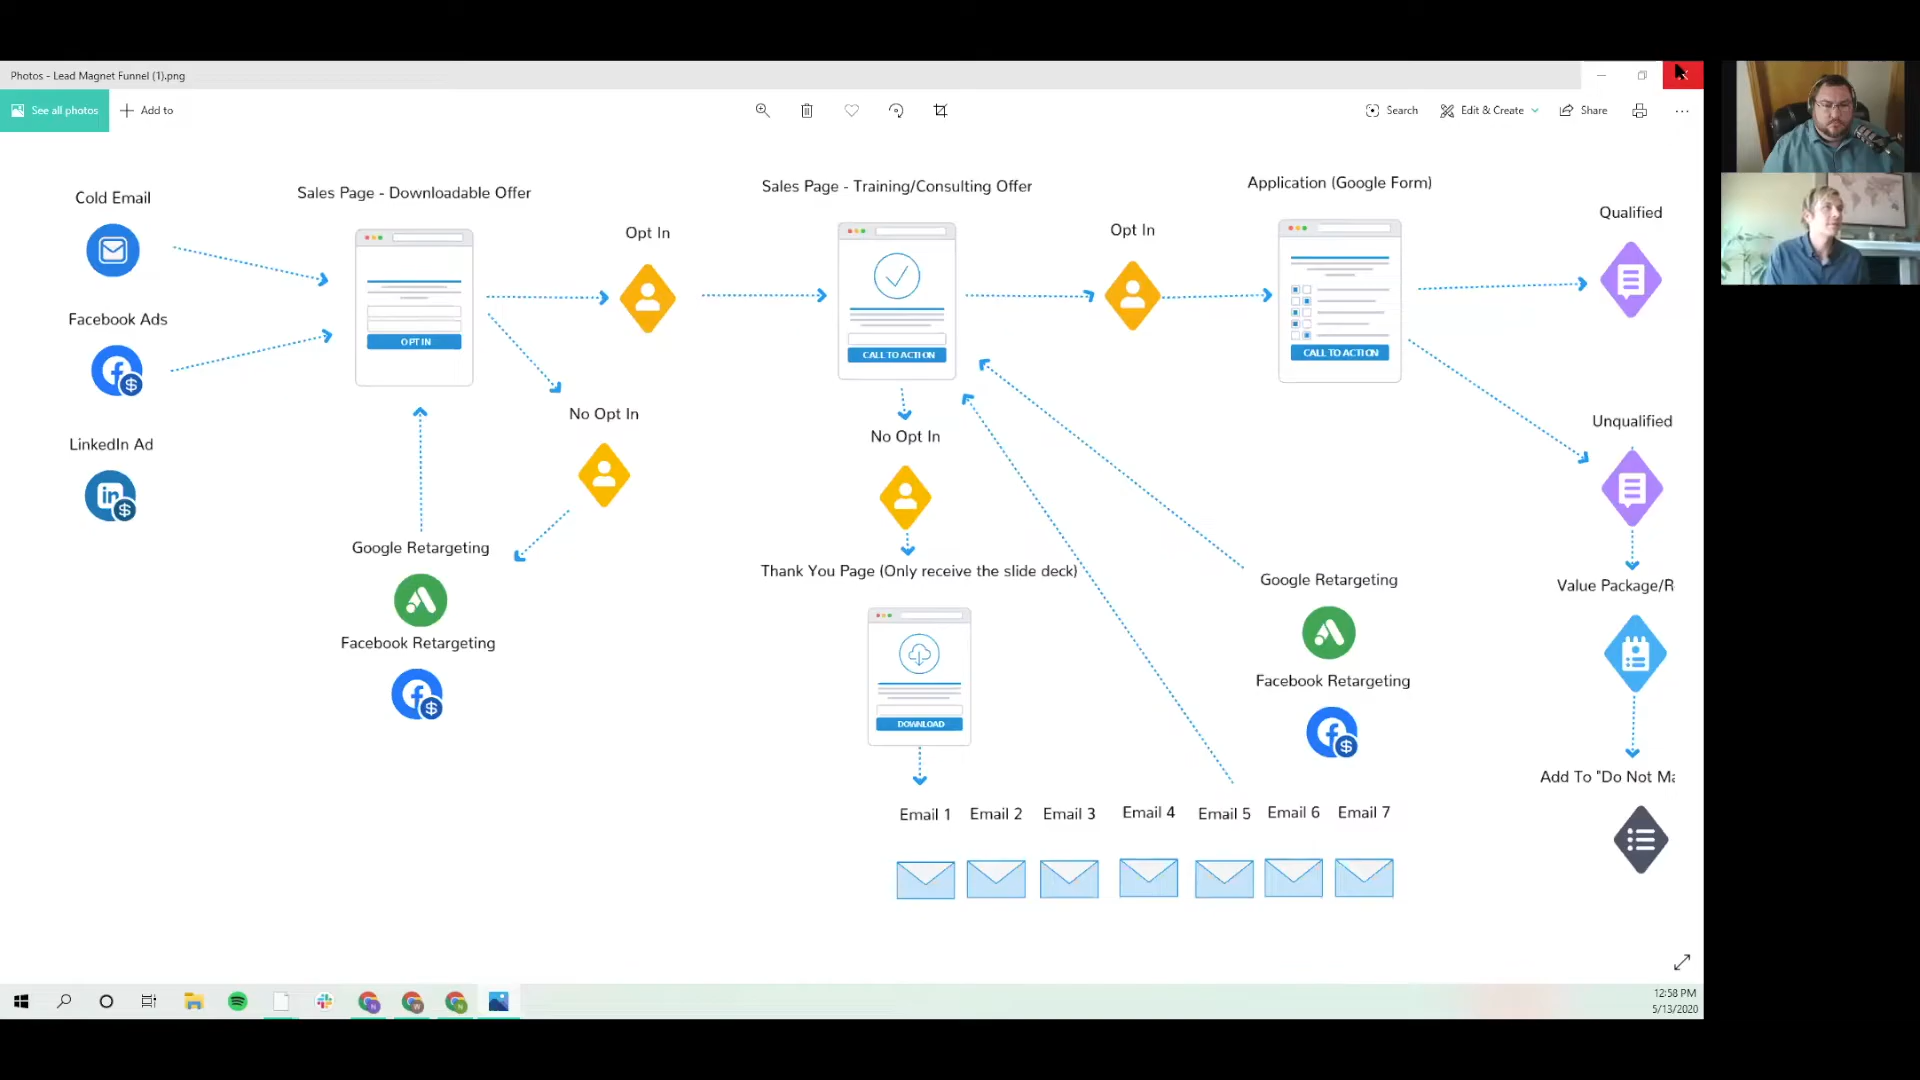 Photos - Lead Magnet Funnel (1).png
See all photos
Add to
Search
Edit & Create
Share
Cold Email
Sales Page - Downloadable Offer
Sales Page - Training/Consulting Offer
Application (Google Form)
Qualified
Opt In
Opt In
Facebook Ads
OPT IN
CALL TO ACTION
CALL TO ACTION
No Opt In
No Opt In
Unqualified
LinkedIn Ad
Google Retargeting
Thank You Page (Only receive the slide deck)
Google Retargeting
Value Package/R
Facebook Retargeting
Facebook Retargeting
DOWNLOAD
Add To "Do Not Ma
Email 1
Email 2
Email 3
Email 4
Email 5
Email 6
Email 7
12:58 PM
5/13/2020